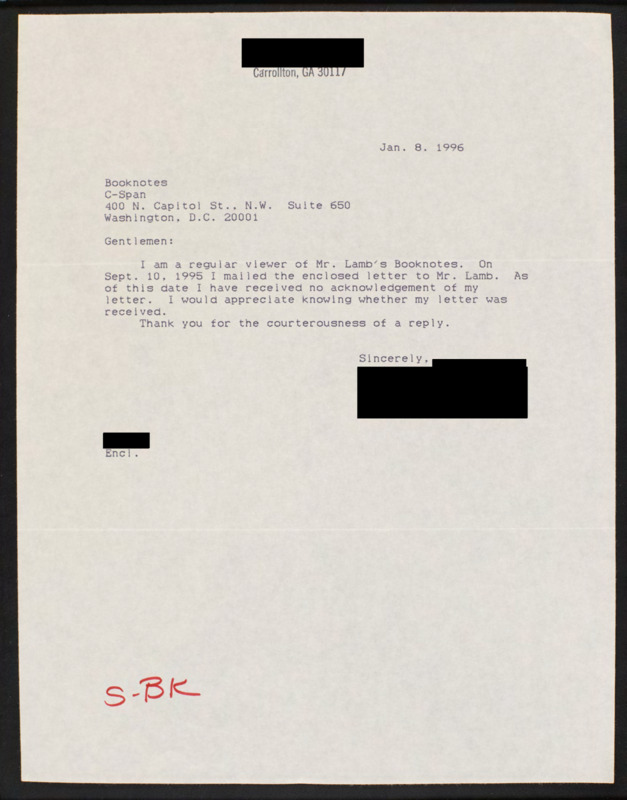 Carrollton, GA 30117
Jan. 8. 1996
Booknotes
C-Span
400 N. Capitol St.. N.W.  Suite 650
Washington, D.C. 20001
Gentlemen:
I am a regular viewer of Mr. Lamb's Booknotes.  On
Sept. 10, 1995 I mailed the enclosed letter to Mr. Lamb.  As
of this date I have received no acknowledgement of my
letter.  I would appreciate knowing whether my letter was
received.
Thank you for the courterousness of a reply.
Sincerely,
Encl.
S-BK